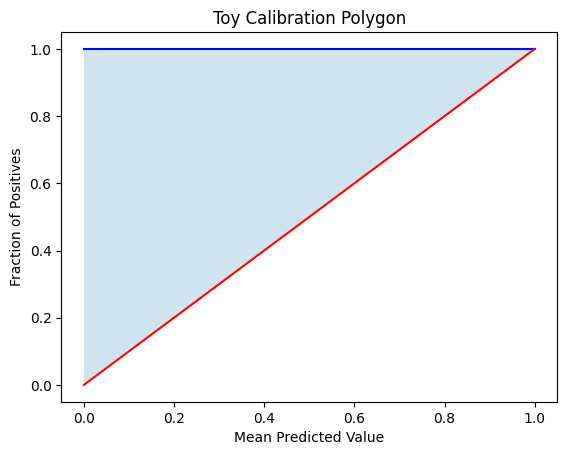 Toy Calibration Polygon
1.0
0.8
0.6
0.4
0.2
0.0
Fraction of Positives
0.0 0.2 0.4 0.6 0.8 1.0
Mean Predicted Value